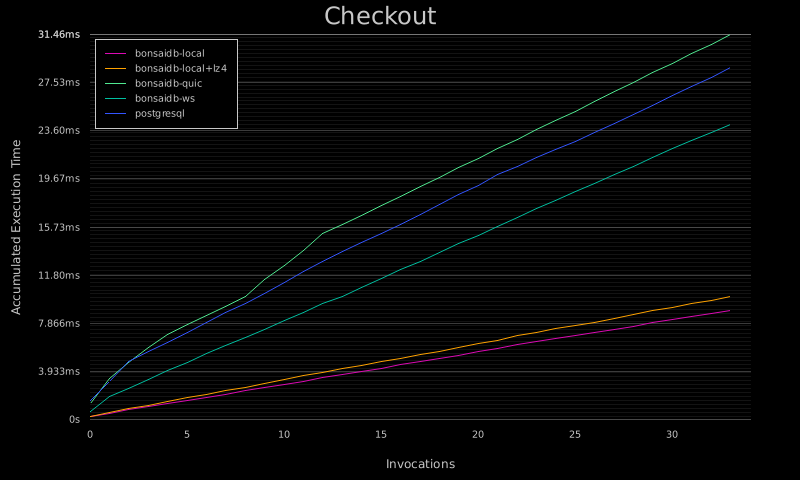 Checkout
31.46ms
27.53ms
23.60ms
19.67ms
15.73ms
11.80ms
7.866ms
3.933ms
0s
Accumulated Execution Time
bonsaidb-local
bonsaidb-local+lz4
bonsaidb-quic
bonsaidb-ws
postgresql
0 5 10 15 20 25 30
Invocations